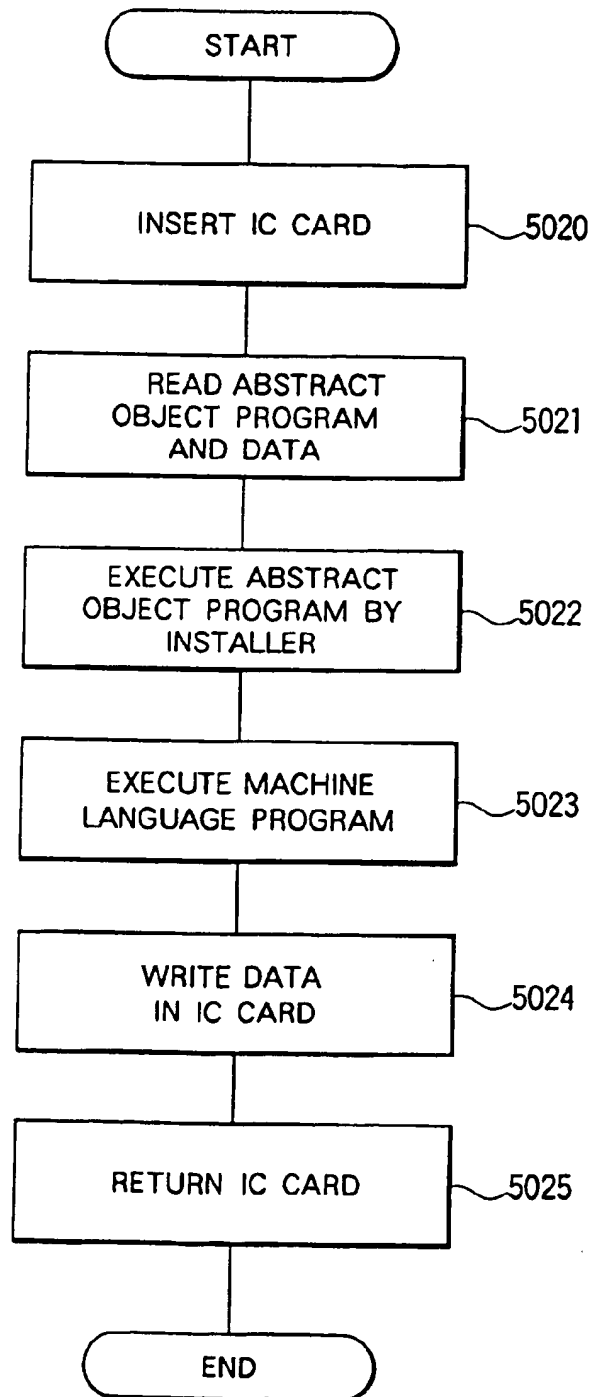 START
INSERT IC CARD
5020
READ ABSTRACT
OBJECT PROGRAM
AND DATA
5021
EXECUTE ABSTRACT
OBJECT PROGRAM BY
INSTALLER
5022
EXECUTE MACHINE
LANGUAGE PROGRAM
5023
WRITE DATA
IN IC CARD
5024
RETURN IC CARD
5025
END